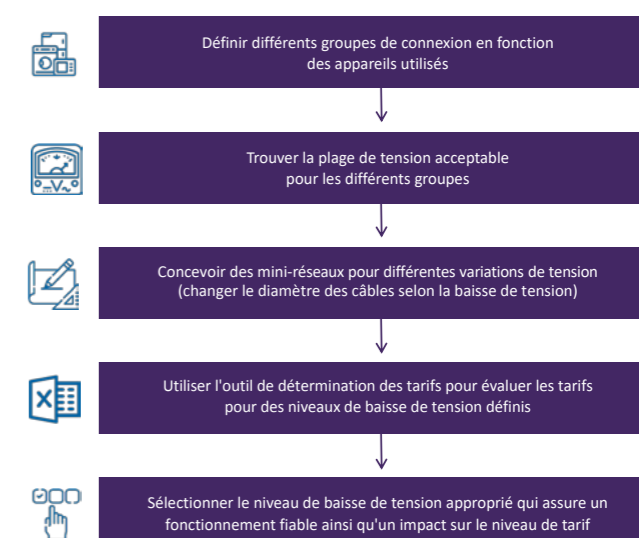 Définir différents groupes de connexion en fonction
des appareils utilisés
Trouver la plage de tension acceptable
pour les différents groupes
V
Concevoir des mini-réseaux pour différentes variations de tension
(changer le diamètre des câbles selon la baisse de tension)
X
Utiliser l'outil de détermination des tarifs pour évaluer les tarifs
pour des niveaux de baisse de tension définis
Sélectionner le niveau de baisse de tension approprié qui assure un
fonctionnement fiable ainsi qu'un impact sur le niveau de tarif